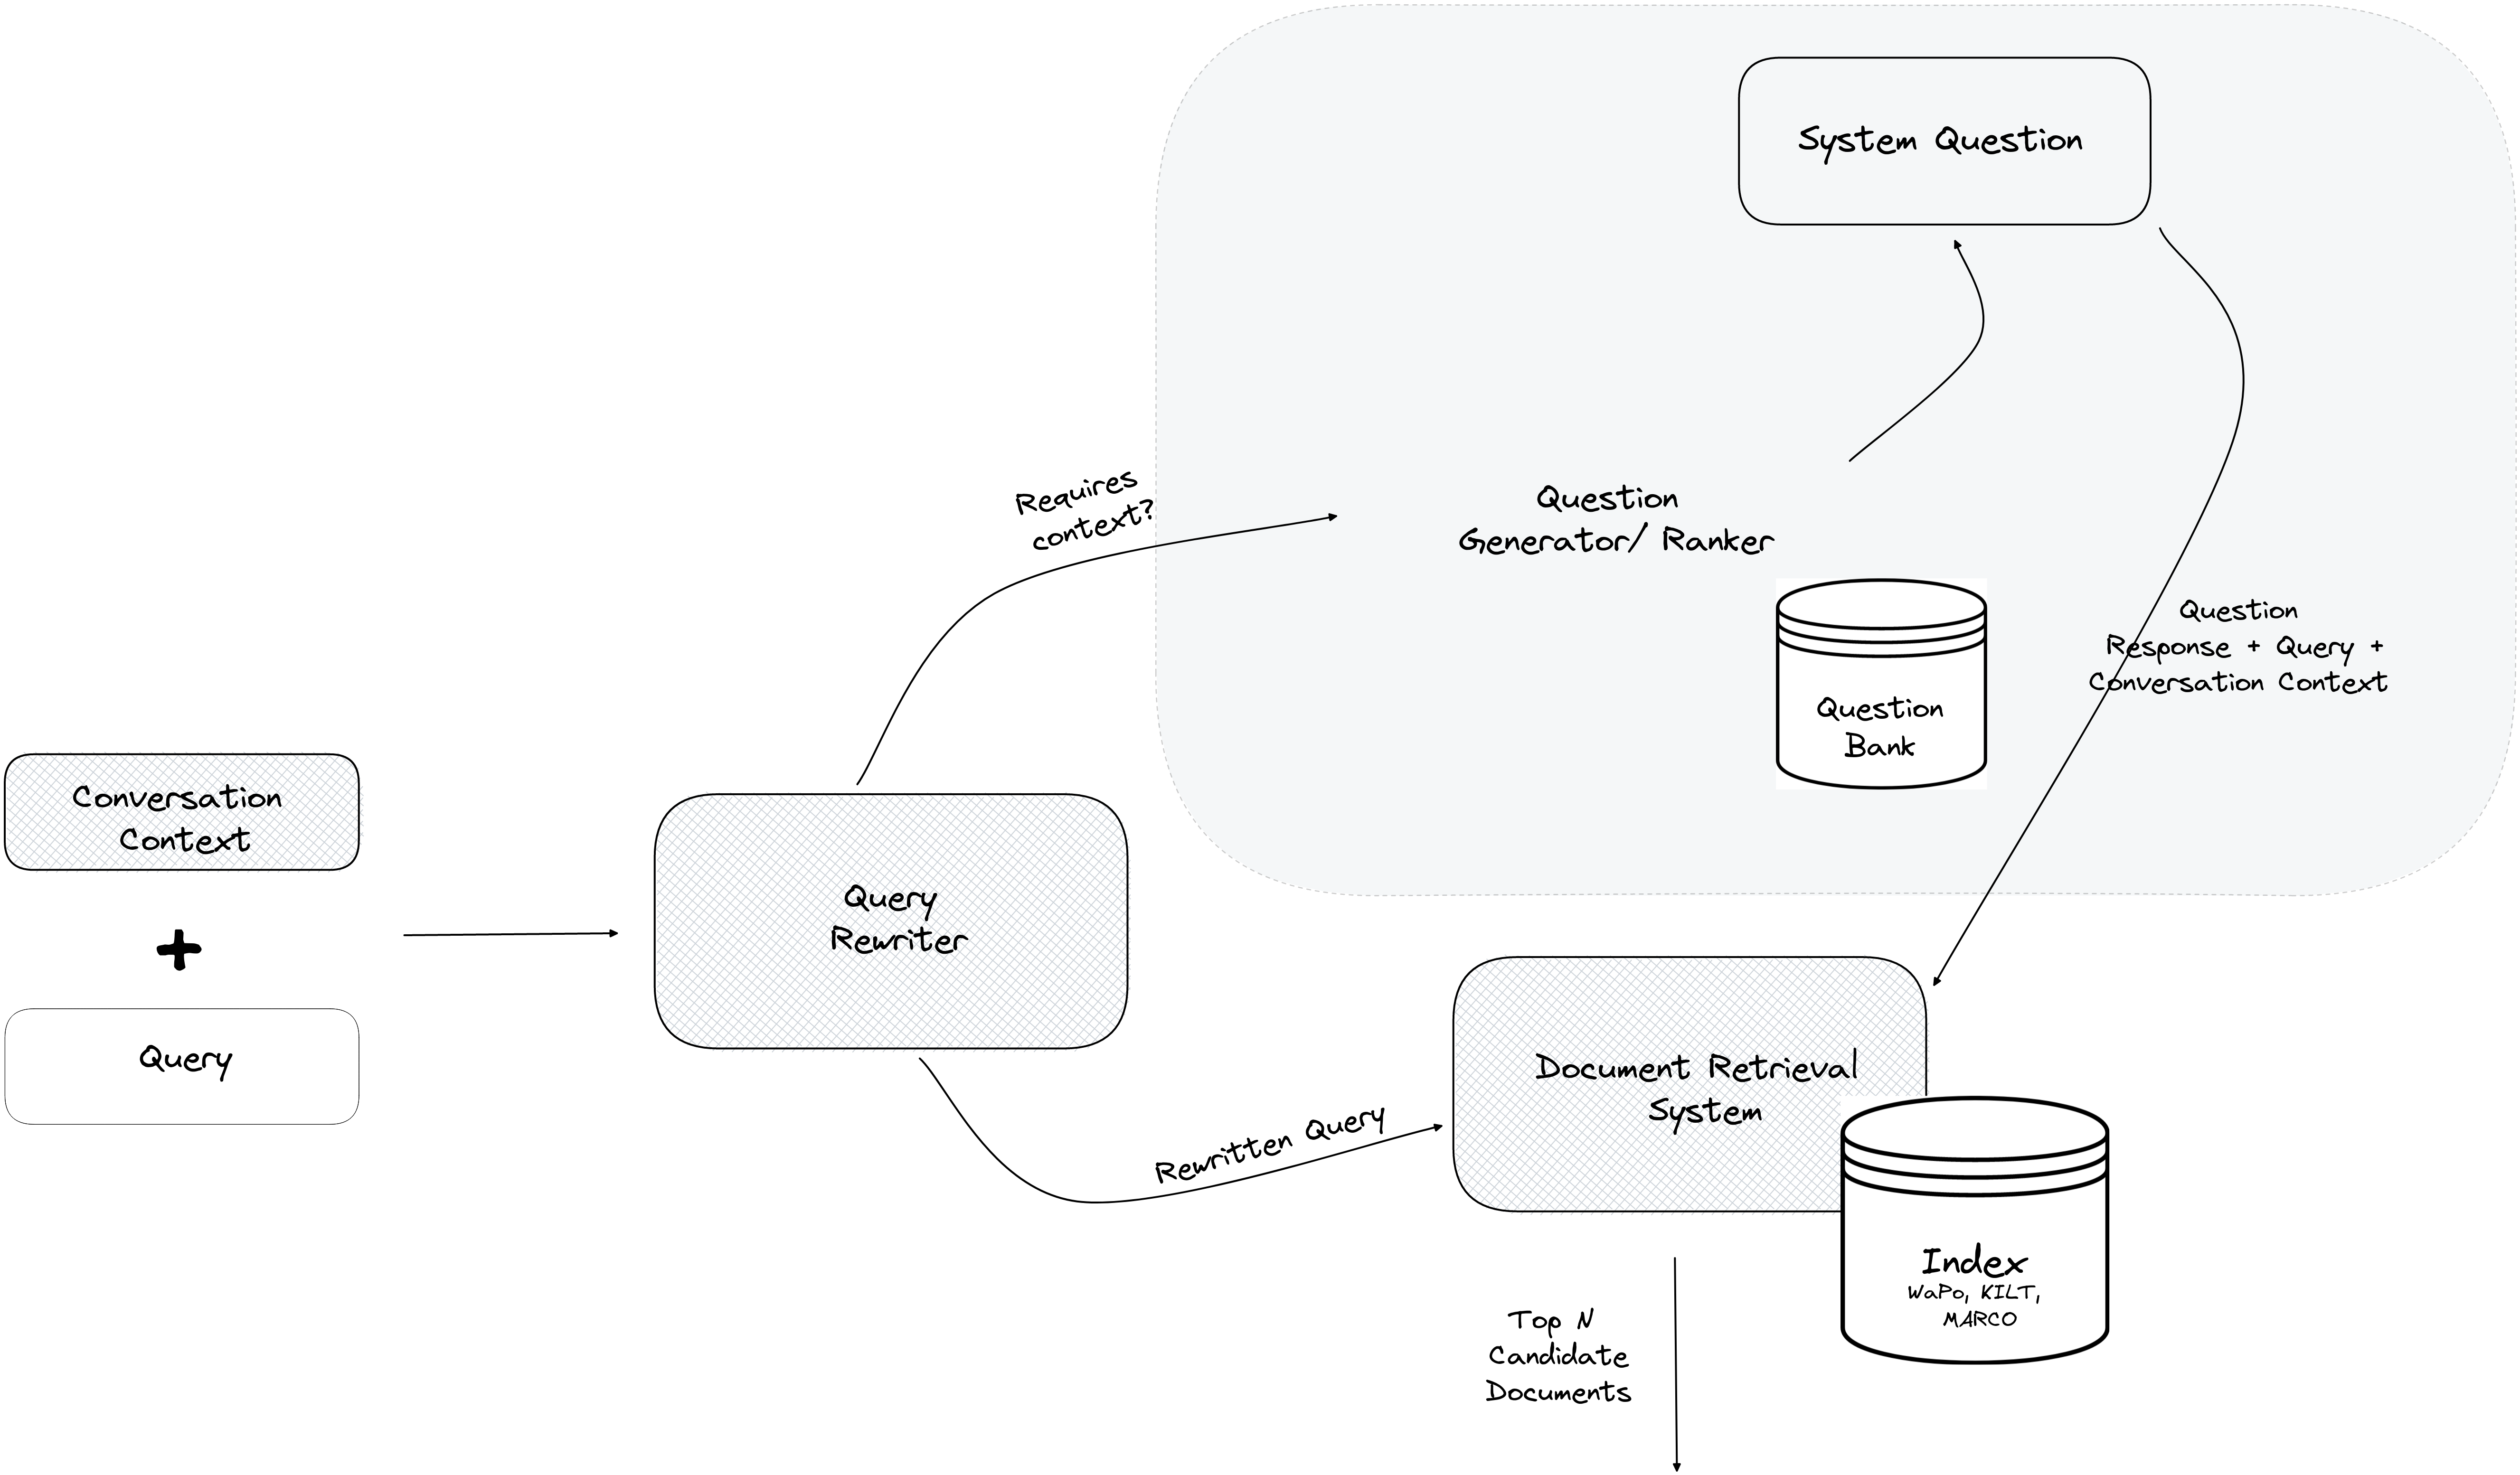 System Question
Requires
context?
Question
Generator/ Ranker
Question
Response + Query +
Conversation Context
Question
Bank
Conversation
Context
+
Query
Query
Rewriter
Rewritten Query
Document Retrieval
System
Index
WaPo, KILT,
MARCO
Top N
Candidate
Documents